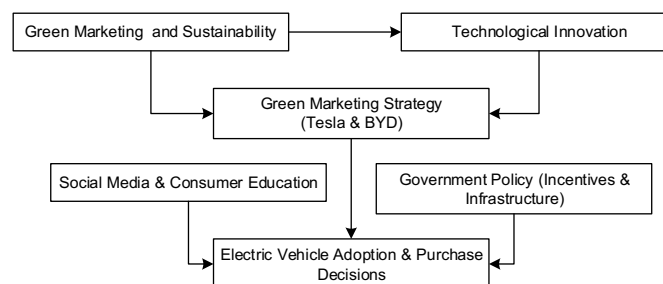 Green Marketing and Sustainability
Technological Innovation
Green Marketing Strategy
(Tesla & BYD)
Social Media & Consumer Education
Government Policy (Incentives &
Infrastructure)
Electric Vehicle Adoption & Purchase
Decisions